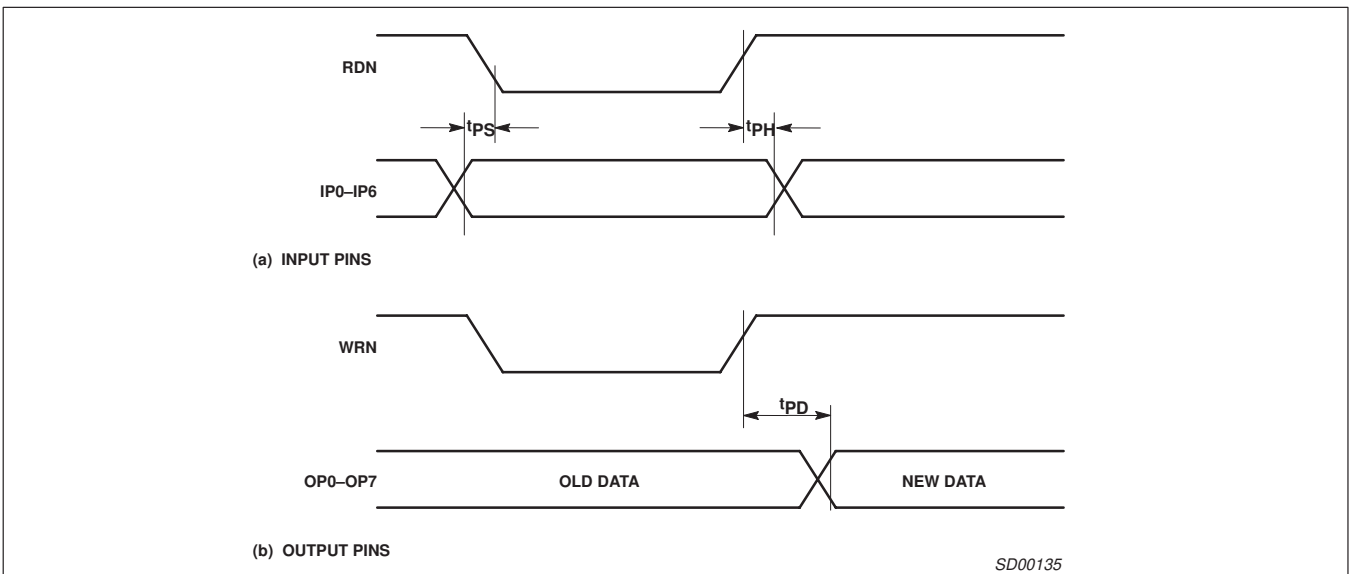 RDN
tPS
tPH
IP0–IP6
(a) INPUT PINS
WRN
tPD
OP0–OP7
OLD DATA
NEW DATA
(b) OUTPUT PINS
SD00135